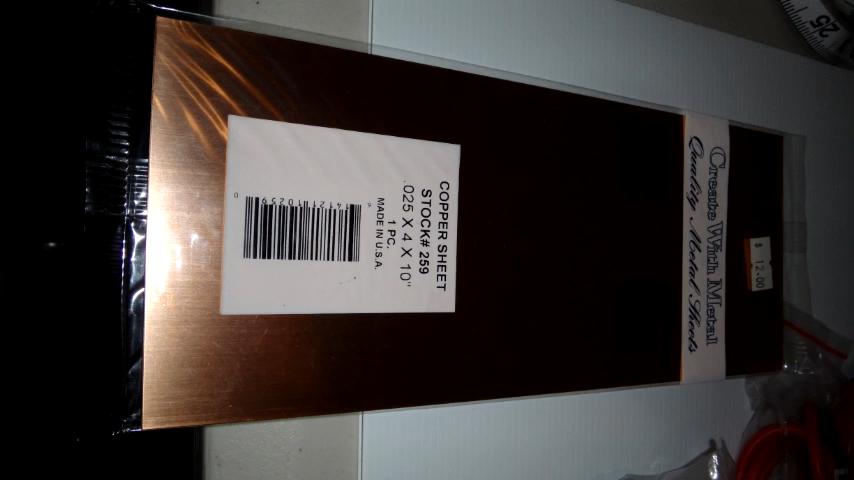 Create With Metal
Quality Metal Sheets
$ 12.00
COPPER SHEET
STOCK# 259
.025 X 4 X 10"
1 PC.
MADE IN U.S.A.
0
25